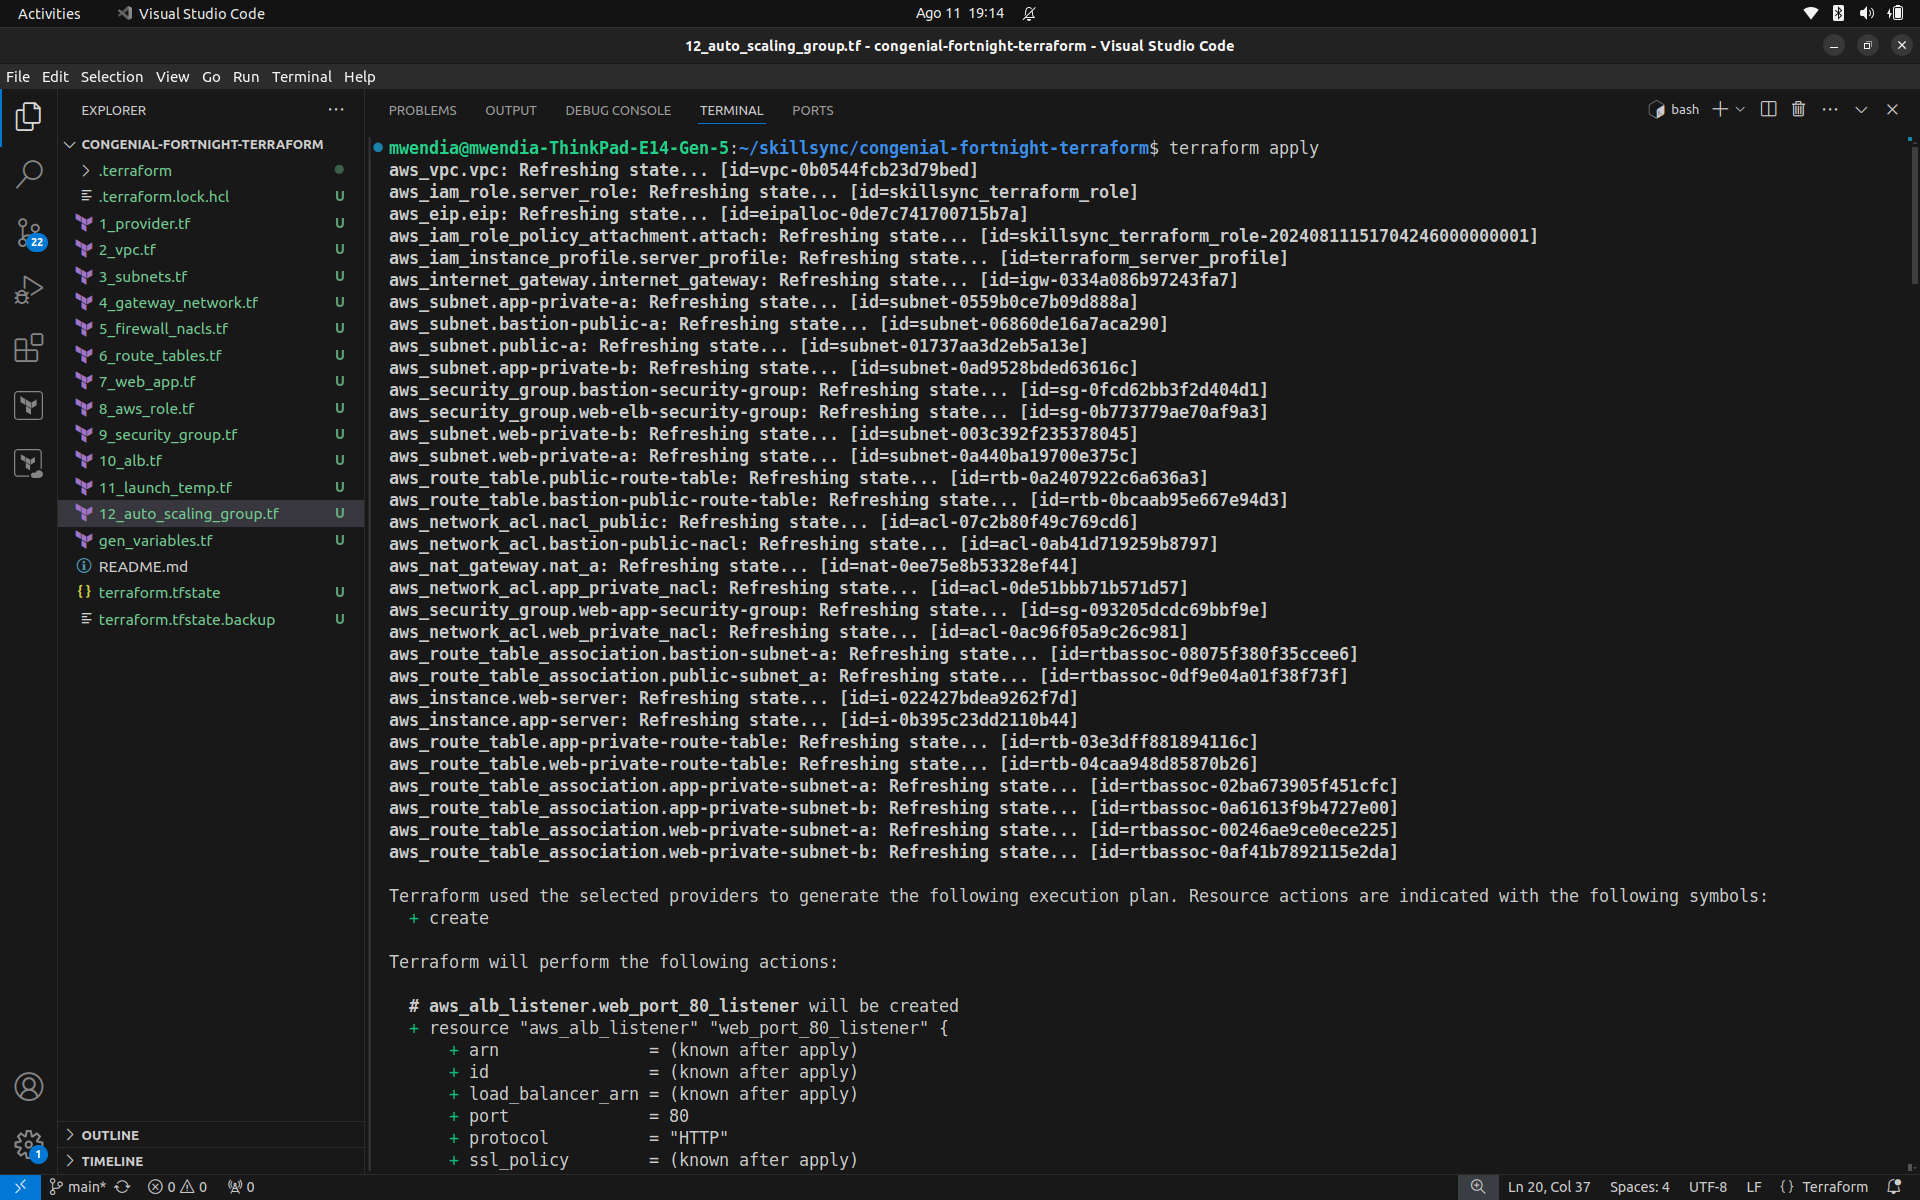 Activities
Visual Studio Code
Ago 11 19:14
12_auto_scaling_group.tf - congenial-fortnight-terraform - Visual Studio Code
File Edit Selection View Go Run Terminal Help
EXPLORER
CONGENIAL-FORTNIGHT-TERRAFORM
.terraform
.terraform.lock.hcl U
1_provider.tf U
2_vpc.tf U
3_subnets.tf U
4_gateway_network.tf U
5_firewall_nacls.tf U
6_route_tables.tf U
7_web_app.tf U
8_aws_role.tf U
9_security_group.tf U
10_alb.tf U
11_launch_temp.tf U
12_auto_scaling_group.tf U
gen_variables.tf U
README.md
terraform.tfstate U
terraform.tfstate.backup U
OUTLINE
TIMELINE
22
1
PROBLEMS OUTPUT DEBUG CONSOLE TERMINAL PORTS
bash
mwendia@mwendia-ThinkPad-E14-Gen-5:~/skillsync/congenial-fortnight-terraform$ terraform apply
aws_vpc.vpc: Refreshing state... [id=vpc-0b0544fcb23d79bed]
aws_iam_role.server_role: Refreshing state... [id=skillsync_terraform_role]
aws_eip.eip: Refreshing state... [id=eipalloc-0de7c741700715b7a]
aws_iam_role_policy_attachment.attach: Refreshing state... [id=skillsync_terraform_role-20240811151704246000000001]
aws_iam_instance_profile.server_profile: Refreshing state... [id=terraform_server_profile]
aws_internet_gateway.internet_gateway: Refreshing state... [id=igw-0334a086b97243fa7]
aws_subnet.app-private-a: Refreshing state... [id=subnet-0559b0ce7b09d888a]
aws_subnet.bastion-public-a: Refreshing state... [id=subnet-06860de16a7aca290]
aws_subnet.public-a: Refreshing state... [id=subnet-01737aa3d2eb5a13e]
aws_subnet.app-private-b: Refreshing state... [id=subnet-0ad9528bded63616c]
aws_security_group.bastion-security-group: Refreshing state... [id=sg-0fcd62bb3f2d404d1]
aws_security_group.web-elb-security-group: Refreshing state... [id=sg-0b773779ae70af9a3]
aws_subnet.web-private-b: Refreshing state... [id=subnet-003c392f235378045]
aws_subnet.web-private-a: Refreshing state... [id=subnet-0a440ba19700e375c]
aws_route_table.public-route-table: Refreshing state... [id=rtb-0a2407922c6a636a3]
aws_route_table.bastion-public-route-table: Refreshing state... [id=rtb-0bcaab95e667e94d3]
aws_network_acl.nacl_public: Refreshing state... [id=acl-07c2b80f49c769cd6]
aws_network_acl.bastion-public-nacl: Refreshing state... [id=acl-0ab41d719259b8797]
aws_nat_gateway.nat_a: Refreshing state... [id=nat-0ee75e8b53328ef44]
aws_network_acl.app_private_nacl: Refreshing state... [id=acl-0de51bbb71b571d57]
aws_security_group.web-app-security-group: Refreshing state... [id=sg-093205dcdc69bbf9e]
aws_network_acl.web_private_nacl: Refreshing state... [id=acl-0ac96f05a9c26c981]
aws_route_table_association.bastion-subnet-a: Refreshing state... [id=rtbassoc-08075f380f35ccee6]
aws_route_table_association.public-subnet_a: Refreshing state... [id=rtbassoc-0df9e04a01f38f73f]
aws_instance.web-server: Refreshing state... [id=i-022427bdea9262f7d]
aws_instance.app-server: Refreshing state... [id=i-0b395c23dd2110b44]
aws_route_table.app-private-route-table: Refreshing state... [id=rtb-03e3dff881894116c]
aws_route_table.web-private-route-table: Refreshing state... [id=rtb-04caa948d85870b26]
aws_route_table_association.app-private-subnet-a: Refreshing state... [id=rtbassoc-02ba673905f451cfc]
aws_route_table_association.app-private-subnet-b: Refreshing state... [id=rtbassoc-0a61613f9b4727e00]
aws_route_table_association.web-private-subnet-a: Refreshing state... [id=rtbassoc-00246ae9ce0ece225]
aws_route_table_association.web-private-subnet-b: Refreshing state... [id=rtbassoc-0af41b7892115e2da]
Terraform used the selected providers to generate the following execution plan. Resource actions are indicated with the following symbols:
+ create
Terraform will perform the following actions:
# aws_alb_listener.web_port_80_listener will be created
+ resource "aws_alb_listener" "web_port_80_listener" {
+ arn = (known after apply)
+ id = (known after apply)
+ load_balancer_arn = (known after apply)
+ port = 80
+ protocol = "HTTP"
+ ssl_policy = (known after apply)
main* 0 0 0
Ln 20, Col 37 Spaces: 4 UTF-8 LF {} Terraform